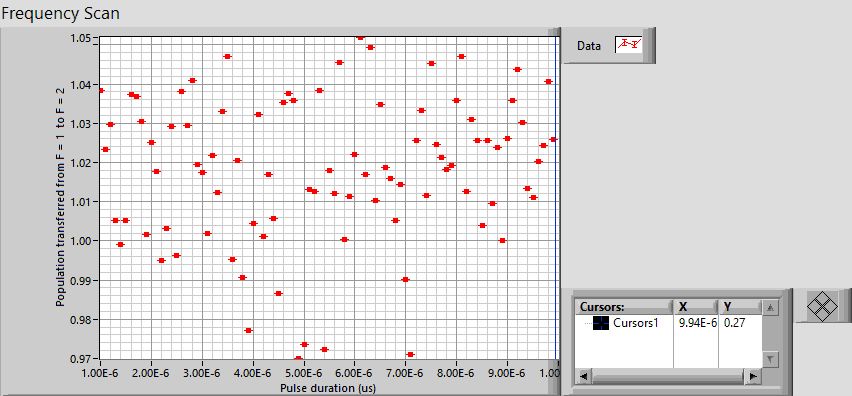 Frequency Scan
Data
Population transferred from F = 1 to F = 2
1.05
1.04
1.03
1.02
1.01
1.00
0.99
0.98
0.97
1.00E-6 2.00E-6 3.00E-6 4.00E-6 5.00E-6 6.00E-6 7.00E-6 8.00E-6 9.00E-6 1.00
Pulse duration (us)
Cursors: X Y
Cursors1 9.94E-6 0.27